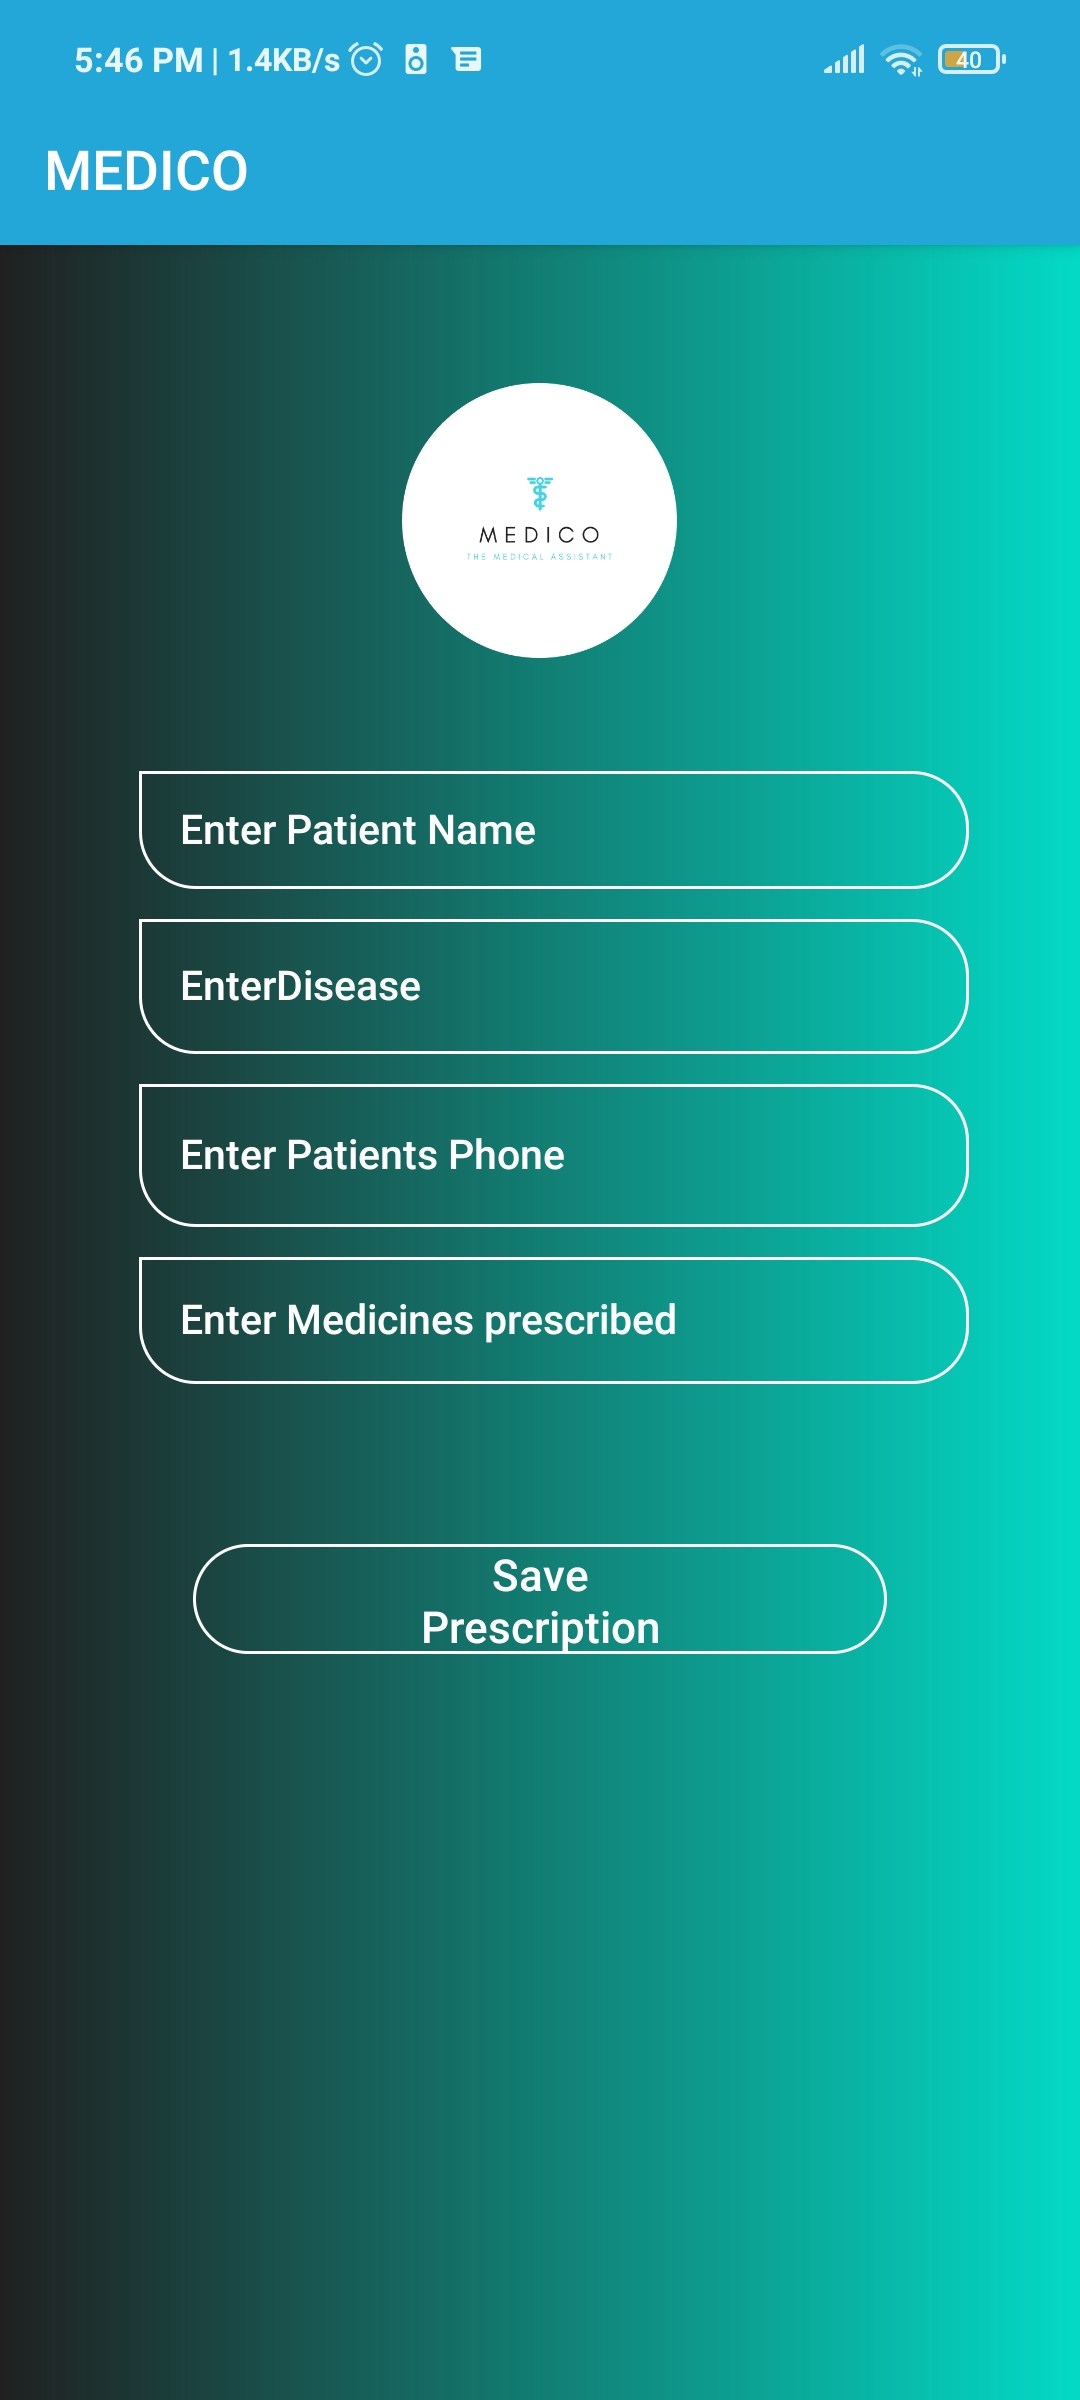 5:46 PM | 1.4KB/s 40
MEDICO
MEDICO
THE MEDICAL ASSISTANT
Enter Patient Name
EnterDisease
Enter Patients Phone
Enter Medicines prescribed
Save
Prescription